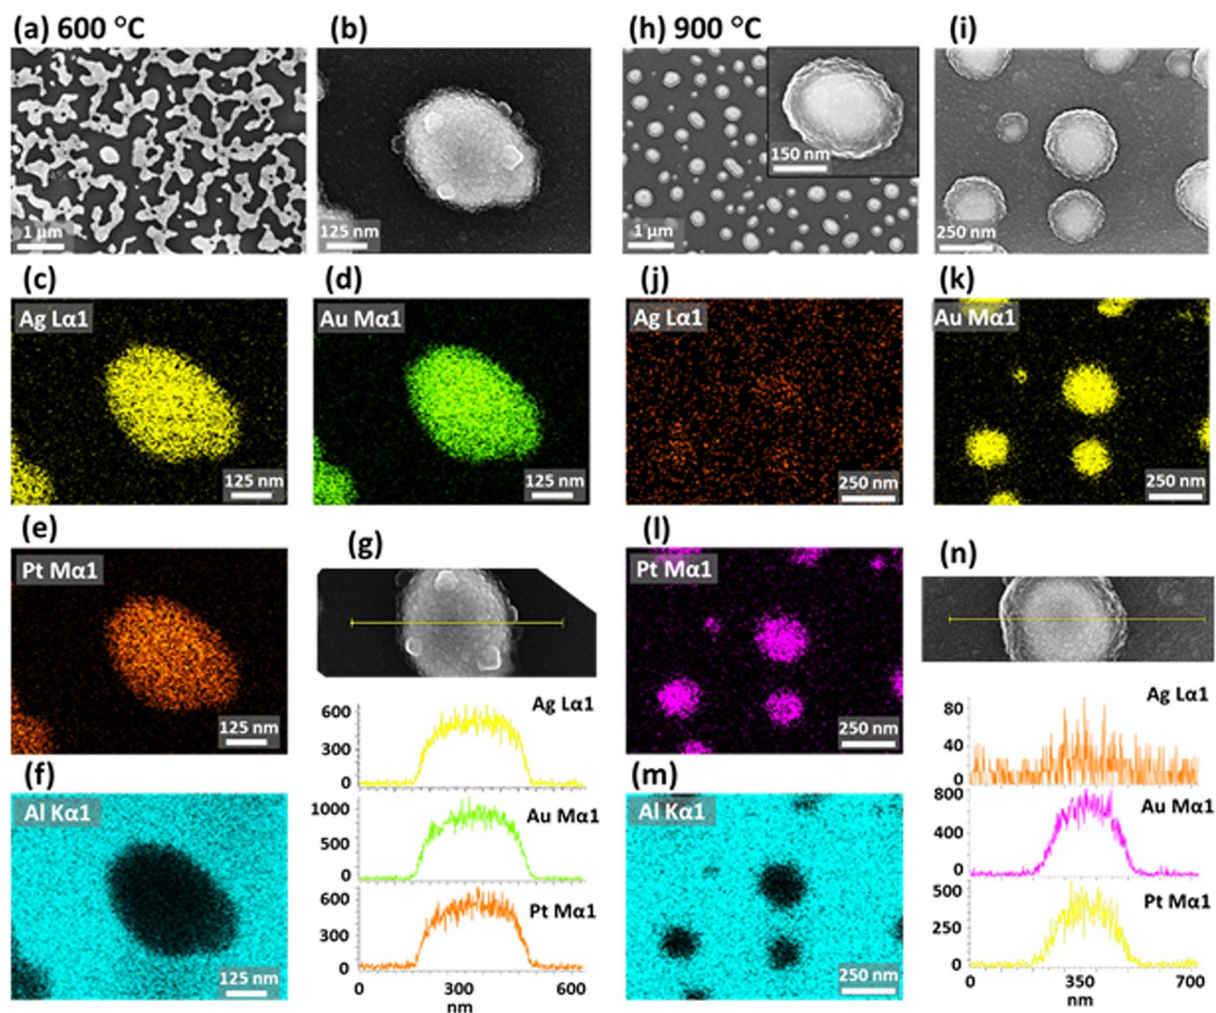 (a) 600 °C
(b)
(h) 900 °C
(i)
1 µm
125 nm
1 µm
150 nm
250 nm
(c)
(d)
(j)
(k)
Ag Lα1
Au Mα1
Ag Lα1
Au Mα1
125 nm
125 nm
250 nm
250 nm
(e)
(g)
(l)
(n)
Pt Mα1
Pt Mα1
125 nm
250 nm
Ag Lα1
600
300
0
Ag Lα1
80
40
0
(f)
(m)
Al Kα1
Al Kα1
125 nm
250 nm
Au Mα1
1000
500
0
Au Mα1
800
400
0
Pt Mα1
600
300
0
Pt Mα1
500
250
0
0 300 600
nm
0 350 700
nm